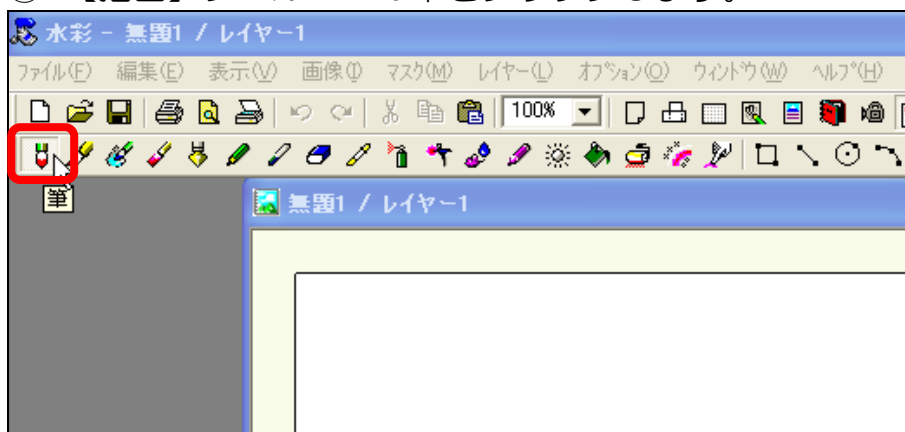 水彩 - 無題1 / レイヤー1
ファイル(F) 編集(E) 表示(V) 画像(I) マスク(M) レイヤー(L) オプション(O) ウィンドウ(W) ヘルプ(H)
100%
筆
無題1 / レイヤー1